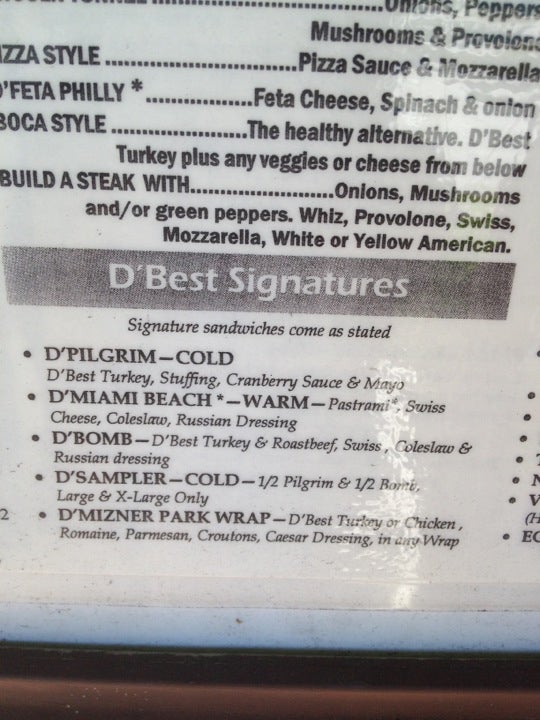 Onions, Peppers
Mushrooms & Provolone
IZZA STYLE ..............................Pizza Sauce & Mozzarella
D'FETA PHILLY *.................Feta Cheese, Spinach & onion
BOCA STYLE .....................The healthy alternative. D'Best
Turkey plus any veggies or cheese from below
BUILD A STEAK WITH.......................Onions, Mushrooms
and/or green peppers. Whiz, Provolone, Swiss,
Mozzarella, White or Yellow American.
D'Best Signatures
Signature sandwiches come as stated
• D'PILGRIM—COLD
D'Best Turkey, Stuffing, Cranberry Sauce & Mayo
• D'MIAMI BEACH *—WARM—Pastrami*, Swiss
Cheese, Coleslaw, Russian Dressing
• D'BOMB—D'Best Turkey & Roastbeef, Swiss , Coleslaw &
Russian dressing
• D'SAMPLER—COLD—1/2 Pilgrim & 1/2 Bomb,
Large & X-Large Only
2 • D'MIZNER PARK WRAP—D'Best Turkey or Chicken ,
Romaine, Parmesan, Croutons, Caesar Dressing, in any Wrap